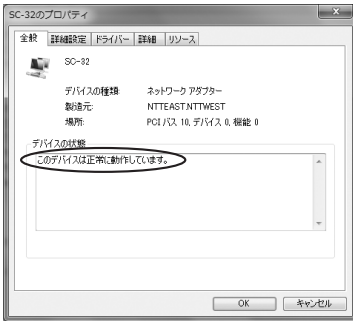 SC-32のプロパティ
全般 詳細設定 ドライバー 詳細 リソース
SC-32
デバイスの種類: ネットワーク アダプター
製造元: NTTEAST.NTTWEST
場所: PCI バス 10, デバイス 0, 機能 0
デバイスの状態
このデバイスは正常に動作しています。
OK キャンセル